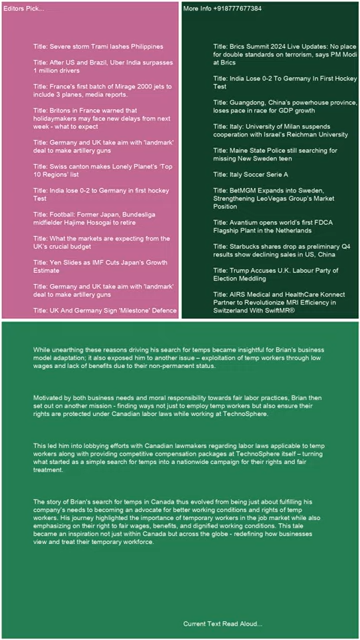 Editors Pick...
Title: Severe storm Trami lashes Philippines
Title: After US and Brazil, Uber India surpasses
1 million drivers
Title: France's first batch of Mirage 2000 jets to
include 3 planes, media reports.
Title: Britons in France warned that
holidaymakers may face new delays from next
week - what to expect
Title: Germany and UK take aim with 'landmark'
deal to make artillery guns
Title: Swiss canton makes Lonely Planet's 'Top
10 Regions' list
Title: India lose 0-2 to Germany in first hockey
Test
Title: Football: Former Japan, Bundesliga
midfielder Hajime Hosogai to retire
Title: What the markets are expecting from the
UK's crucial budget
Title: Yen Slides as IMF Cuts Japan's Growth
Estimate
Title: Germany and UK take aim with 'landmark'
deal to make artillery guns
Title: UK And Germany Sign 'Milestone' Defence
More Info +918777677384
Title: Brics Summit 2024 Live Updates: No place
for double standards on terrorism, says PM Modi
at Brics
Title: India Lose 0-2 To Germany In First Hockey
Test
Title: Guangdong, China's powerhouse province,
loses pace in race for GDP growth
Title: Italy: University of Milan suspends
cooperation with Israel's Reichman University
Title: Maine State Police still searching for
missing New Sweden teen
Title: Italy Soccer Serie A
Title: BetMGM Expands into Sweden,
Strengthening LeoVegas Group's Market
Position
Title: Avantium opens world's first FDCA
Flagship Plant in the Netherlands
Title: Starbucks shares drop as preliminary Q4
results show declining sales in US, China
Title: Trump Accuses U.K. Labour Party of
Election Meddling
Title: AIRS Medical and HealthCare Konnect
Partner to Revolutionize MRI Efficiency in
Switzerland With SwiftMR®
While unearthing these reasons driving his search for temps became insightful for Brian's business
model adaptation; it also exposed him to another issue – exploitation of temp workers through low
wages and lack of benefits due to their non-permanent status.
Motivated by both business needs and moral responsibility towards fair labor practices, Brian then
set out on another mission - finding ways not just to employ temp workers but also ensure their
rights are protected under Canadian labor laws while working at TechnoSphere.
This led him into lobbying efforts with Canadian lawmakers regarding labor laws applicable to temp
workers along with providing competitive compensation packages at TechnoSphere itself – turning
what started as a simple search for temps into a nationwide campaign for their rights and fair
treatment.
The story of Brian's search for temps in Canada thus evolved from being just about fulfilling his
company's needs to becoming an advocate for better working conditions and rights of temp
workers. His journey highlighted the importance of temporary workers in the job market while also
emphasizing on their right to fair wages, benefits, and dignified working conditions. This tale
became an inspiration not just within Canada but across the globe - redefining how businesses
view and treat their temporary workforce.
Current Text Read Aloud...